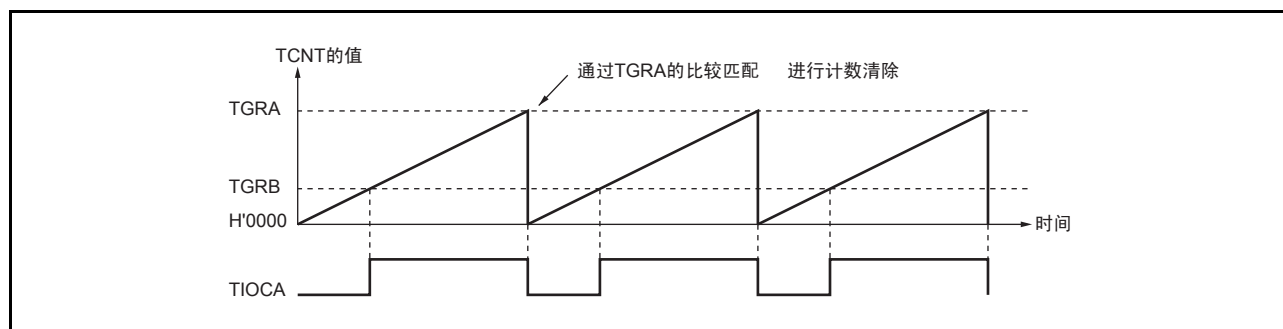 TCNT的值
通过TGRA的比较匹配 进行计数清除
TGRA
TGRB
H'0000
时间
TIOCA